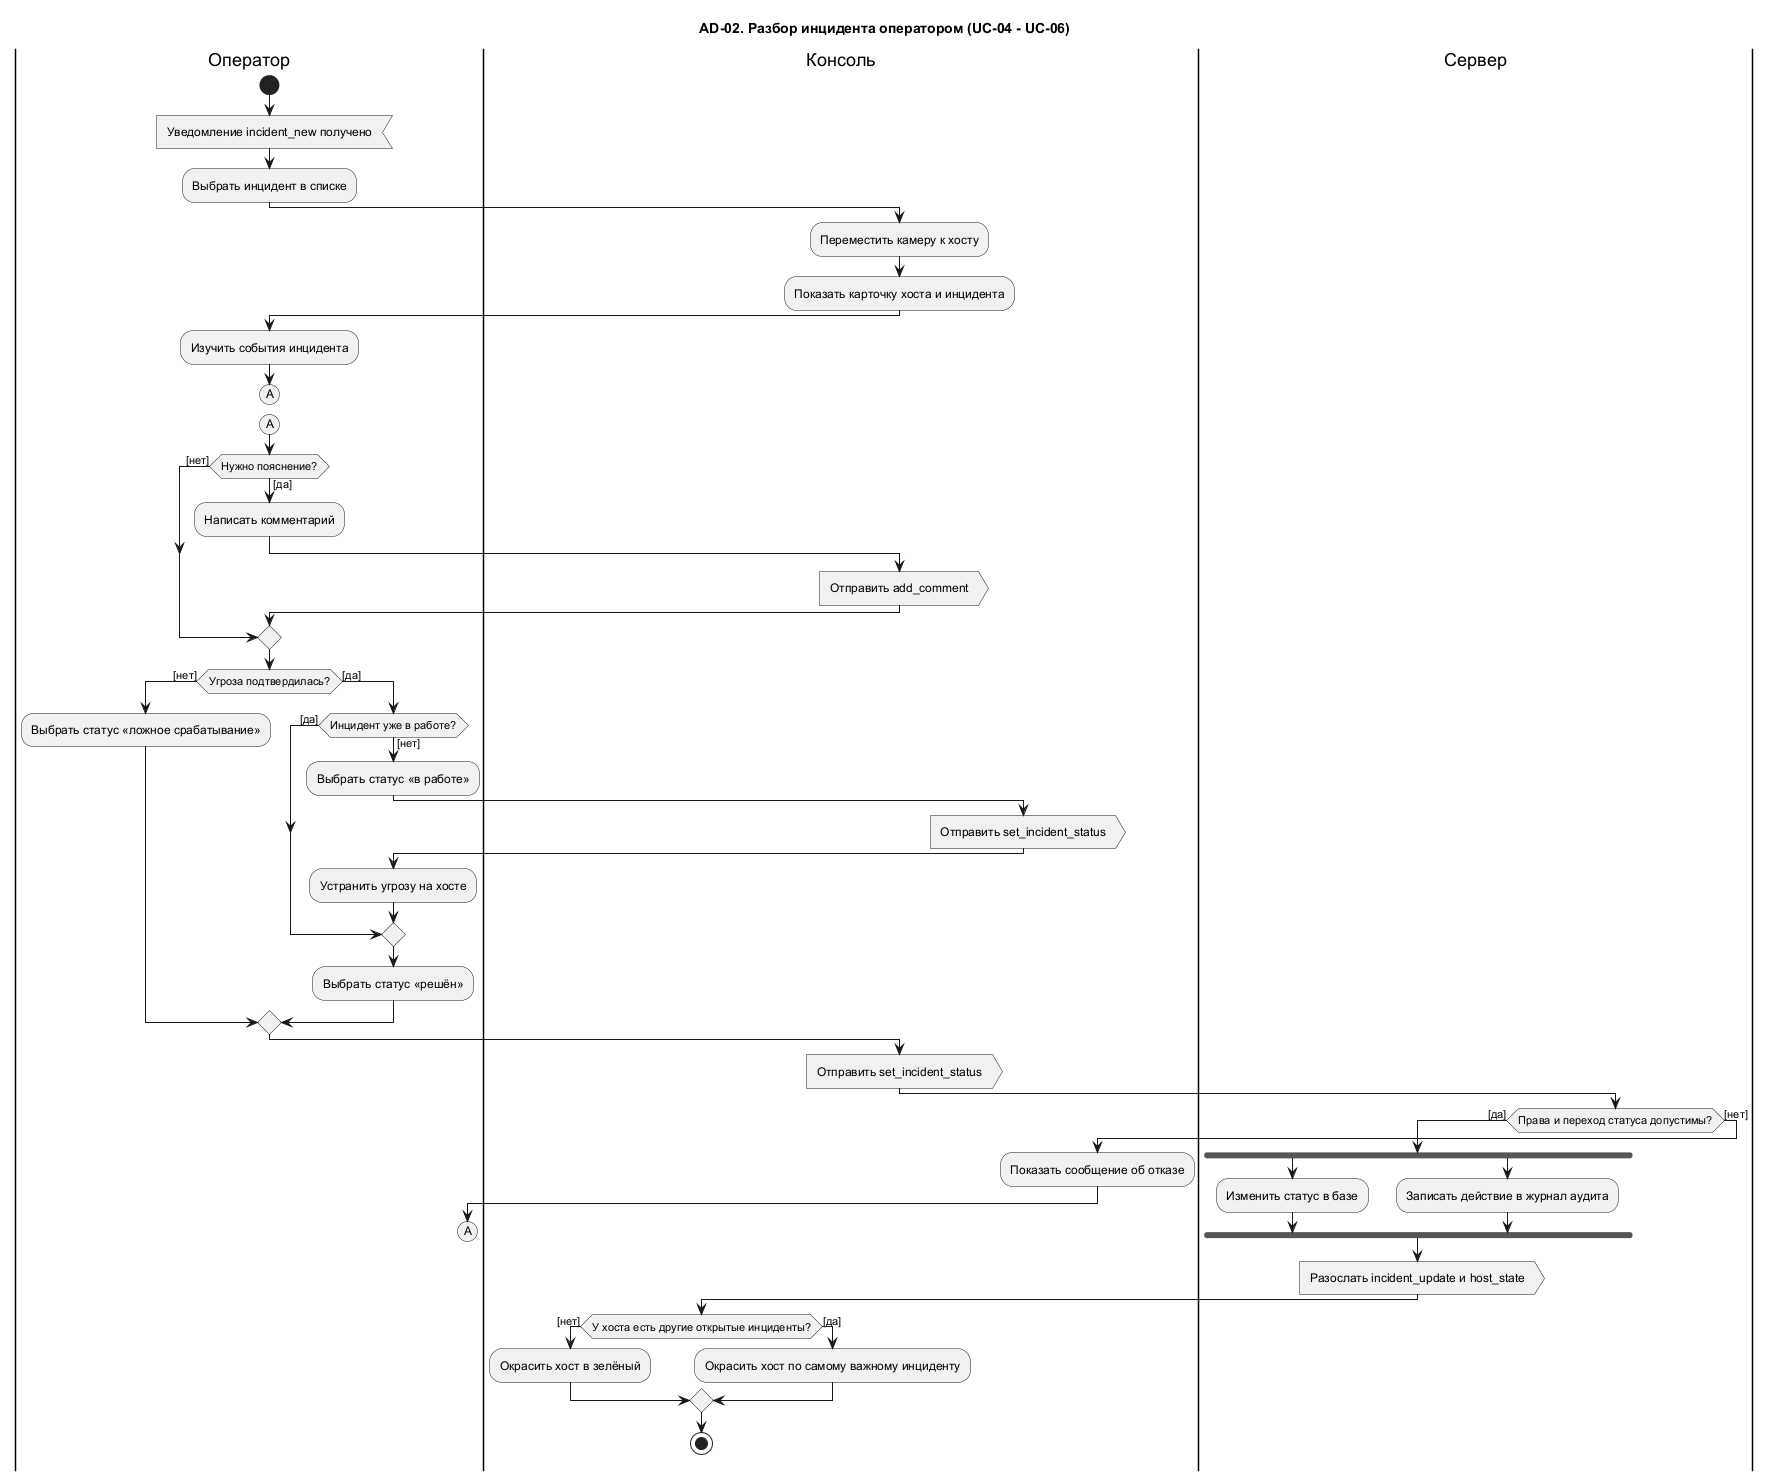 AD-02. Разбор инцидента оператором (UC-04 - UC-06)
Оператор
Консоль
Сервер
Уведомление incident_new получено
Выбрать инцидент в списке
Переместить камеру к хосту
Показать карточку хоста и инцидента
Изучить события инцидента
A
A
[нет]
Нужно пояснение?
[да]
Написать комментарий
Отправить add_comment
[нет]
Угроза подтвердилась?
[да]
Выбрать статус «ложное срабатывание»
[да]
Инцидент уже в работе?
[нет]
Выбрать статус «в работе»
Отправить set_incident_status
Устранить угрозу на хосте
Выбрать статус «решён»
Отправить set_incident_status
[да]
Права и переход статуса допустимы?
[нет]
Показать сообщение об отказе
Изменить статус в базе
Записать действие в журнал аудита
A
Разослать incident_update и host_state
[нет]
У хоста есть другие открытые инциденты?
[да]
Окрасить хост в зелёный
Окрасить хост по самому важному инциденту